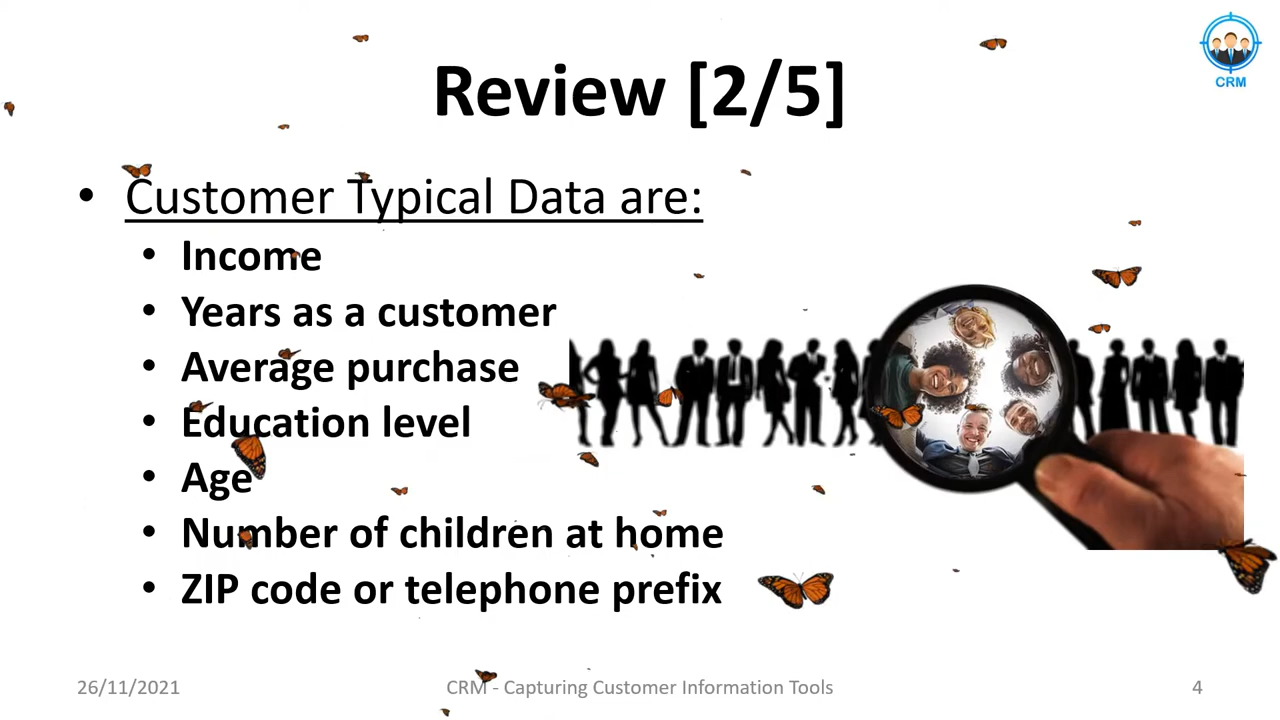 CRM
Review [2/5]
• Customer Typical Data are:
• Income
• Years as a customer
• Average purchase
• Education level
• Age
• Number of children at home
• ZIP code or telephone prefix
26/11/2021
CRM - Capturing Customer Information Tools
4